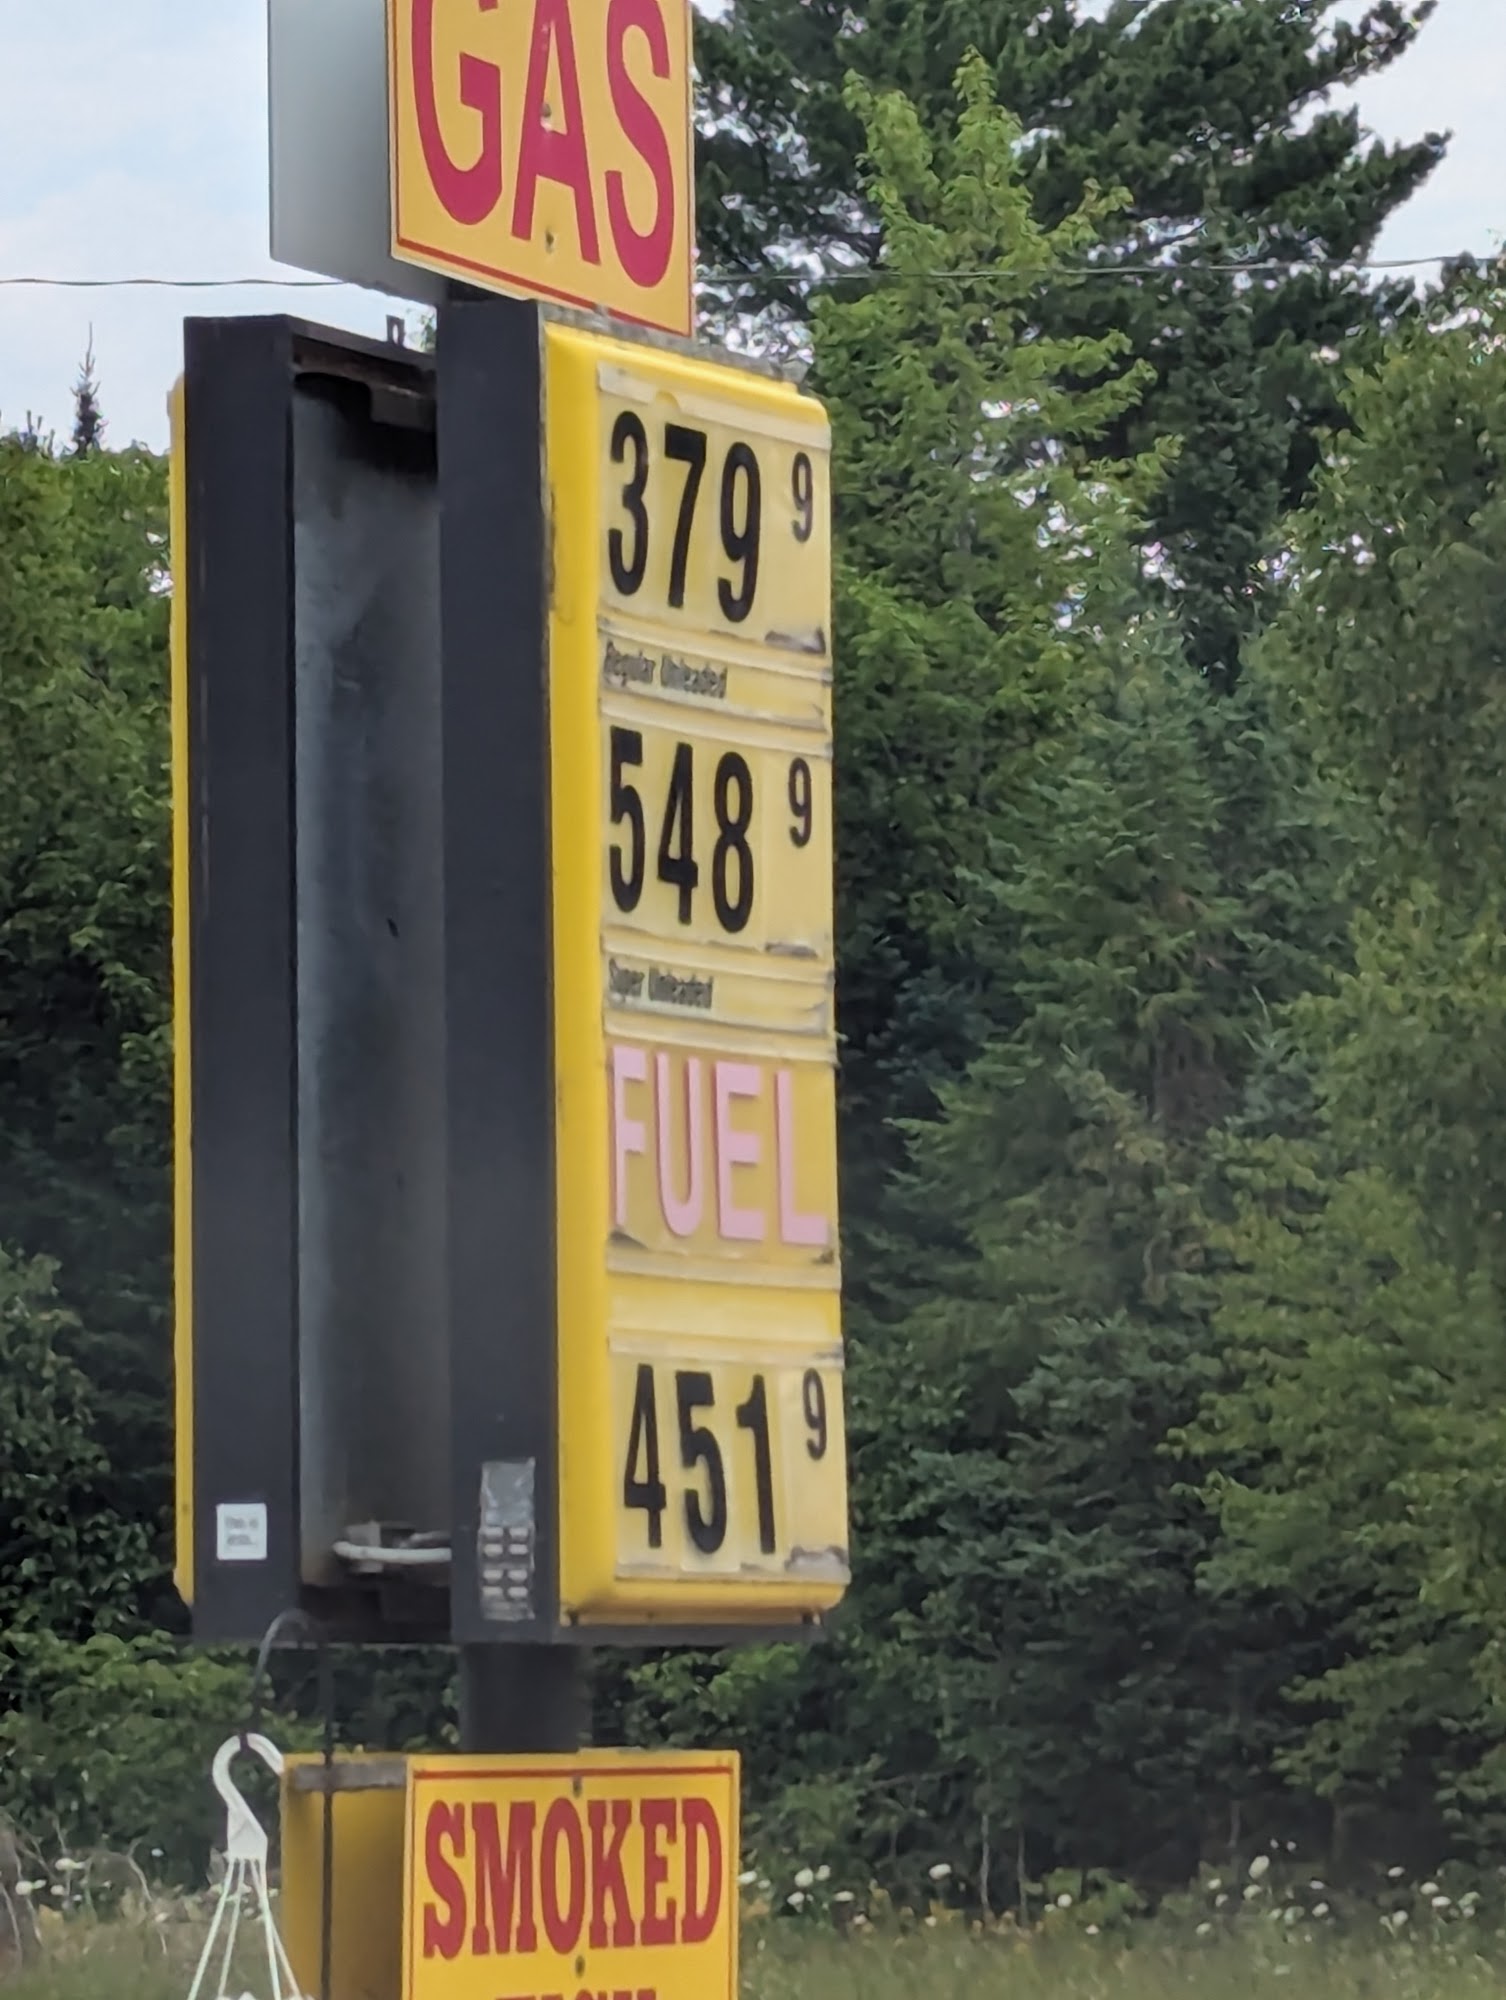 GAS
379 9
Regular Unleaded
548 9
Super Unleaded
FUEL
451 9
SMOKED